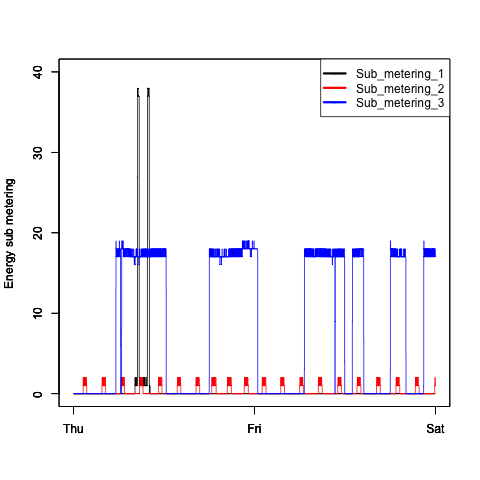 Sub_metering_1
Sub_metering_2
Sub_metering_3
Energy sub metering
40
30
20
10
0
Thu
Fri
Sat